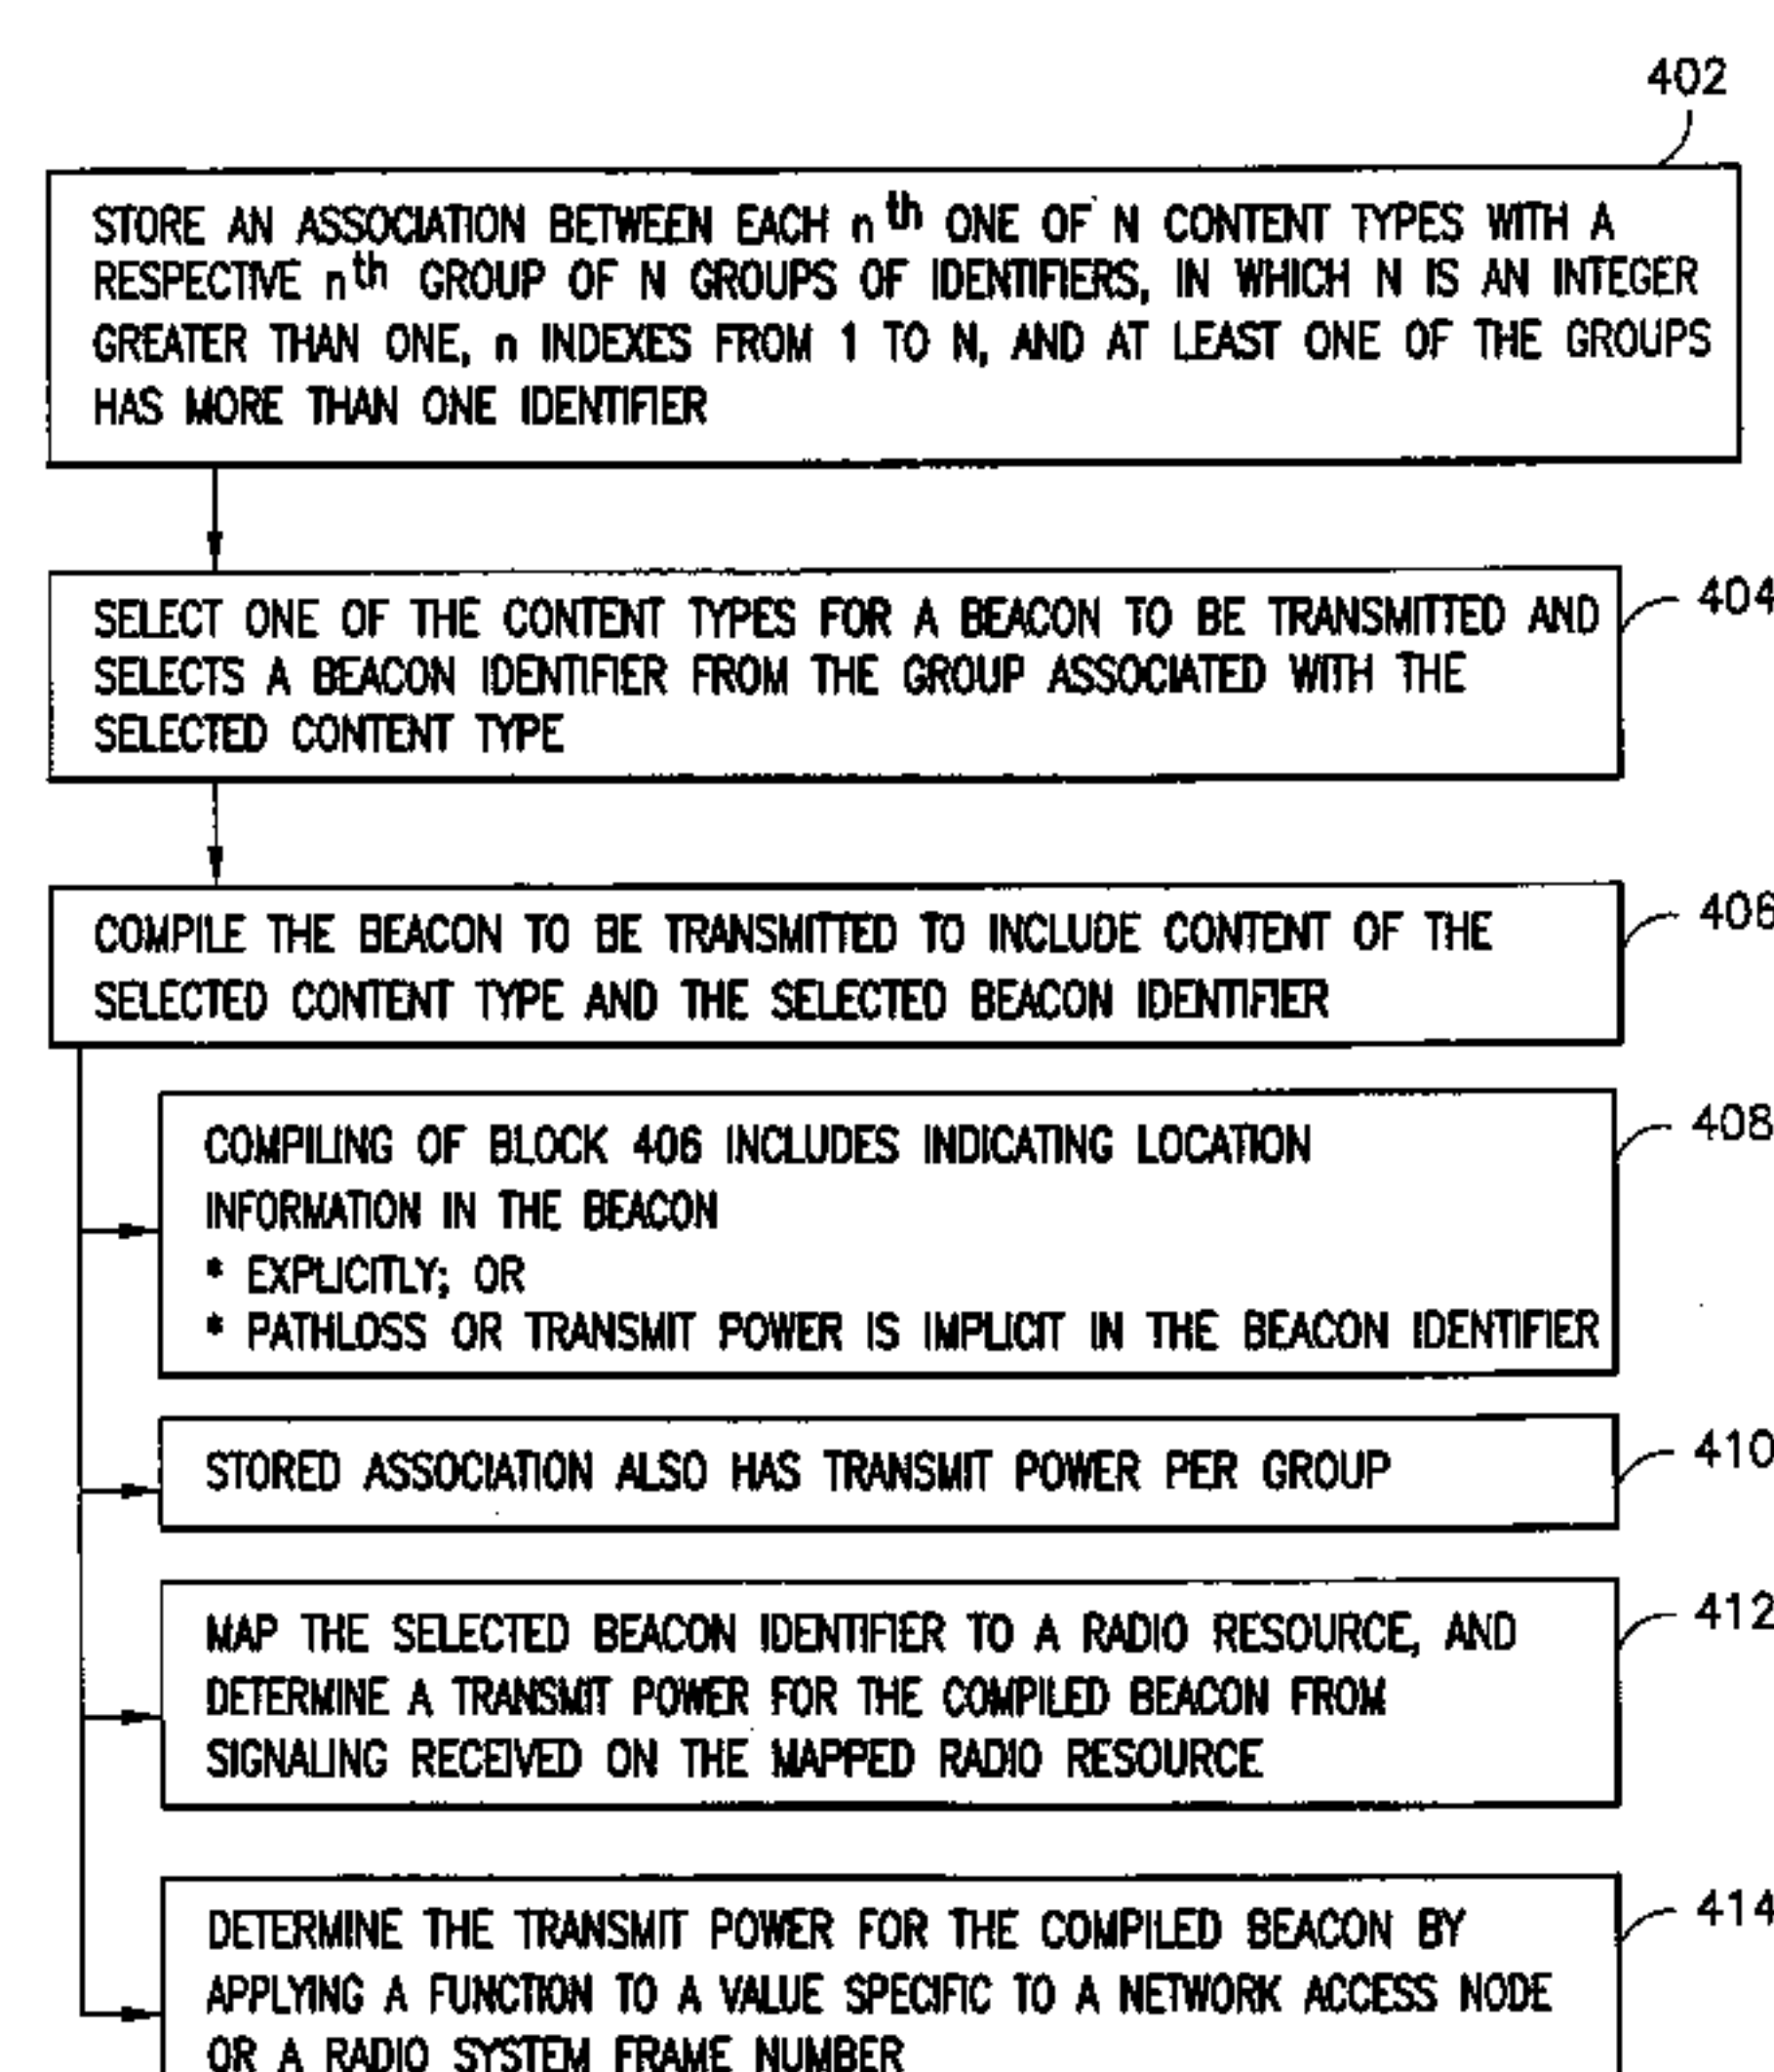 402
STORE AN ASSOCIATION BETWEEN EACH nth ONE OF N CONTENT TYPES WITH A
RESPECTIVE nth GROUP OF N GROUPS OF IDENTIFIERS, IN WHICH N IS AN INTEGER
GREATER THAN ONE, n INDEXES FROM 1 TO N, AND AT LEAST ONE OF THE GROUPS
HAS MORE THAN ONE IDENTIFIER
404
SELECT ONE OF THE CONTENT TYPES FOR A BEACON TO BE TRANSMITTED AND
SELECTS A BEACON IDENTIFIER FROM THE GROUP ASSOCIATED WITH THE
SELECTED CONTENT TYPE
406
COMPILE THE BEACON TO BE TRANSMITTED TO INCLUDE CONTENT OF THE
SELECTED CONTENT TYPE AND THE SELECTED BEACON IDENTIFIER
408
COMPILING OF BLOCK 406 INCLUDES INDICATING LOCATION
INFORMATION IN THE BEACON
* EXPLICITLY; OR
* PATHLOSS OR TRANSMIT POWER IS IMPLICIT IN THE BEACON IDENTIFIER
410
STORED ASSOCIATION ALSO HAS TRANSMIT POWER PER GROUP
412
MAP THE SELECTED BEACON IDENTIFIER TO A RADIO RESOURCE, AND
DETERMINE A TRANSMIT POWER FOR THE COMPILED BEACON FROM
SIGNALING RECEIVED ON THE MAPPED RADIO RESOURCE
414
DETERMINE THE TRANSMIT POWER FOR THE COMPILED BEACON BY
APPLYING A FUNCTION TO A VALUE SPECIFIC TO A NETWORK ACCESS NODE
OR A RADIO SYSTEM FRAME NUMBER